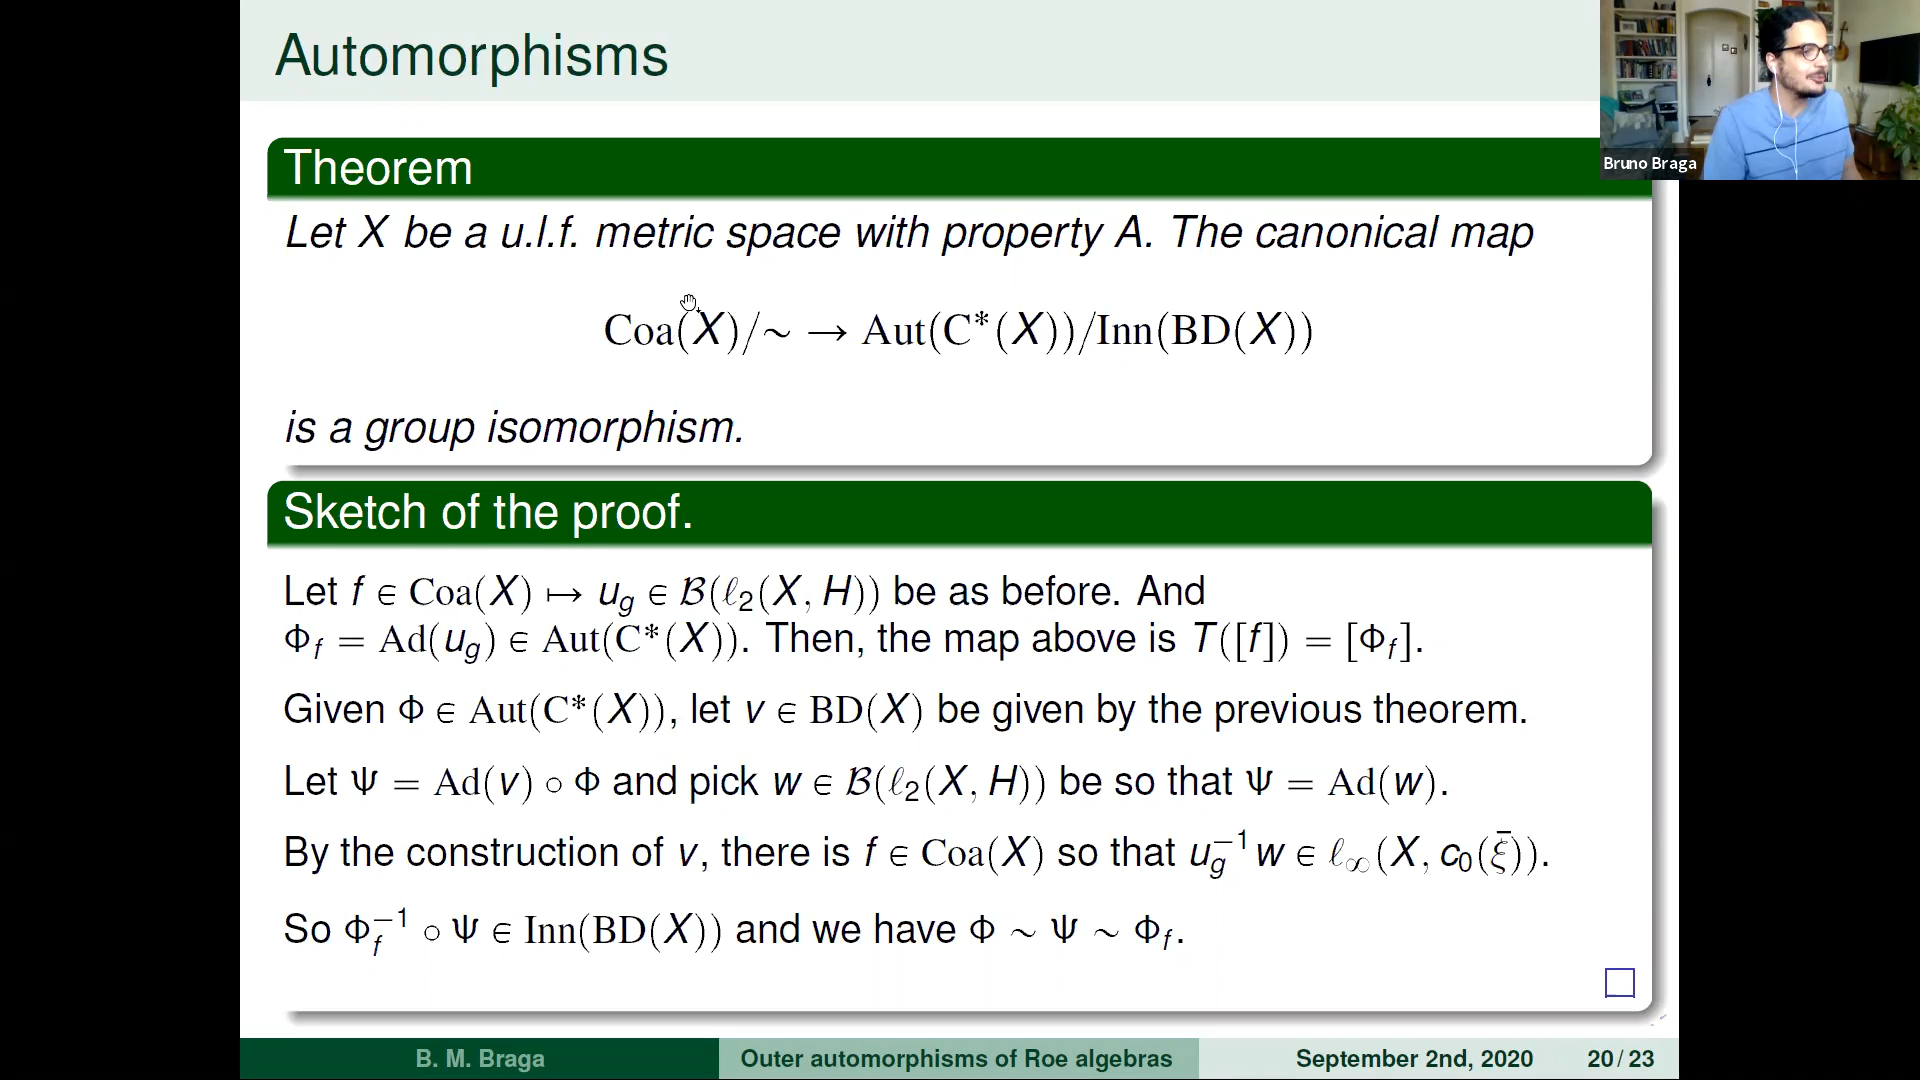 Automorphisms
Bruno Braga
Theorem
Let X be a u.l.f. metric space with property A. The canonical map
Coa(X)/∼ → Aut(C*(X))/Inn(BD(X))
is a group isomorphism.
Sketch of the proof.
Let f ∈ Coa(X) ↦ u_g ∈ ℬ(ℓ₂(X, H)) be as before. And
Φ_f = Ad(u_g) ∈ Aut(C*(X)). Then, the map above is T([f]) = [Φ_f].
Given Φ ∈ Aut(C*(X)), let v ∈ BD(X) be given by the previous theorem.
Let Ψ = Ad(v) ∘ Φ and pick w ∈ ℬ(ℓ₂(X, H)) be so that Ψ = Ad(w).
By the construction of v, there is f ∈ Coa(X) so that u_g⁻¹w ∈ ℓ_∞(X, c₀(ξ̄)).
So Φ_f⁻¹ ∘ Ψ ∈ Inn(BD(X)) and we have Φ ∼ Ψ ∼ Φ_f.
B. M. Braga
Outer automorphisms of Roe algebras
September 2nd, 2020
20/23